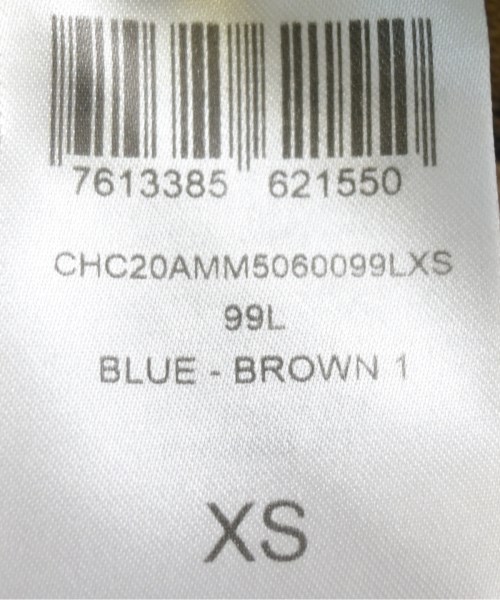 7613385 621550
CHC20AMM5060099LXS
99L
BLUE - BROWN 1
XS